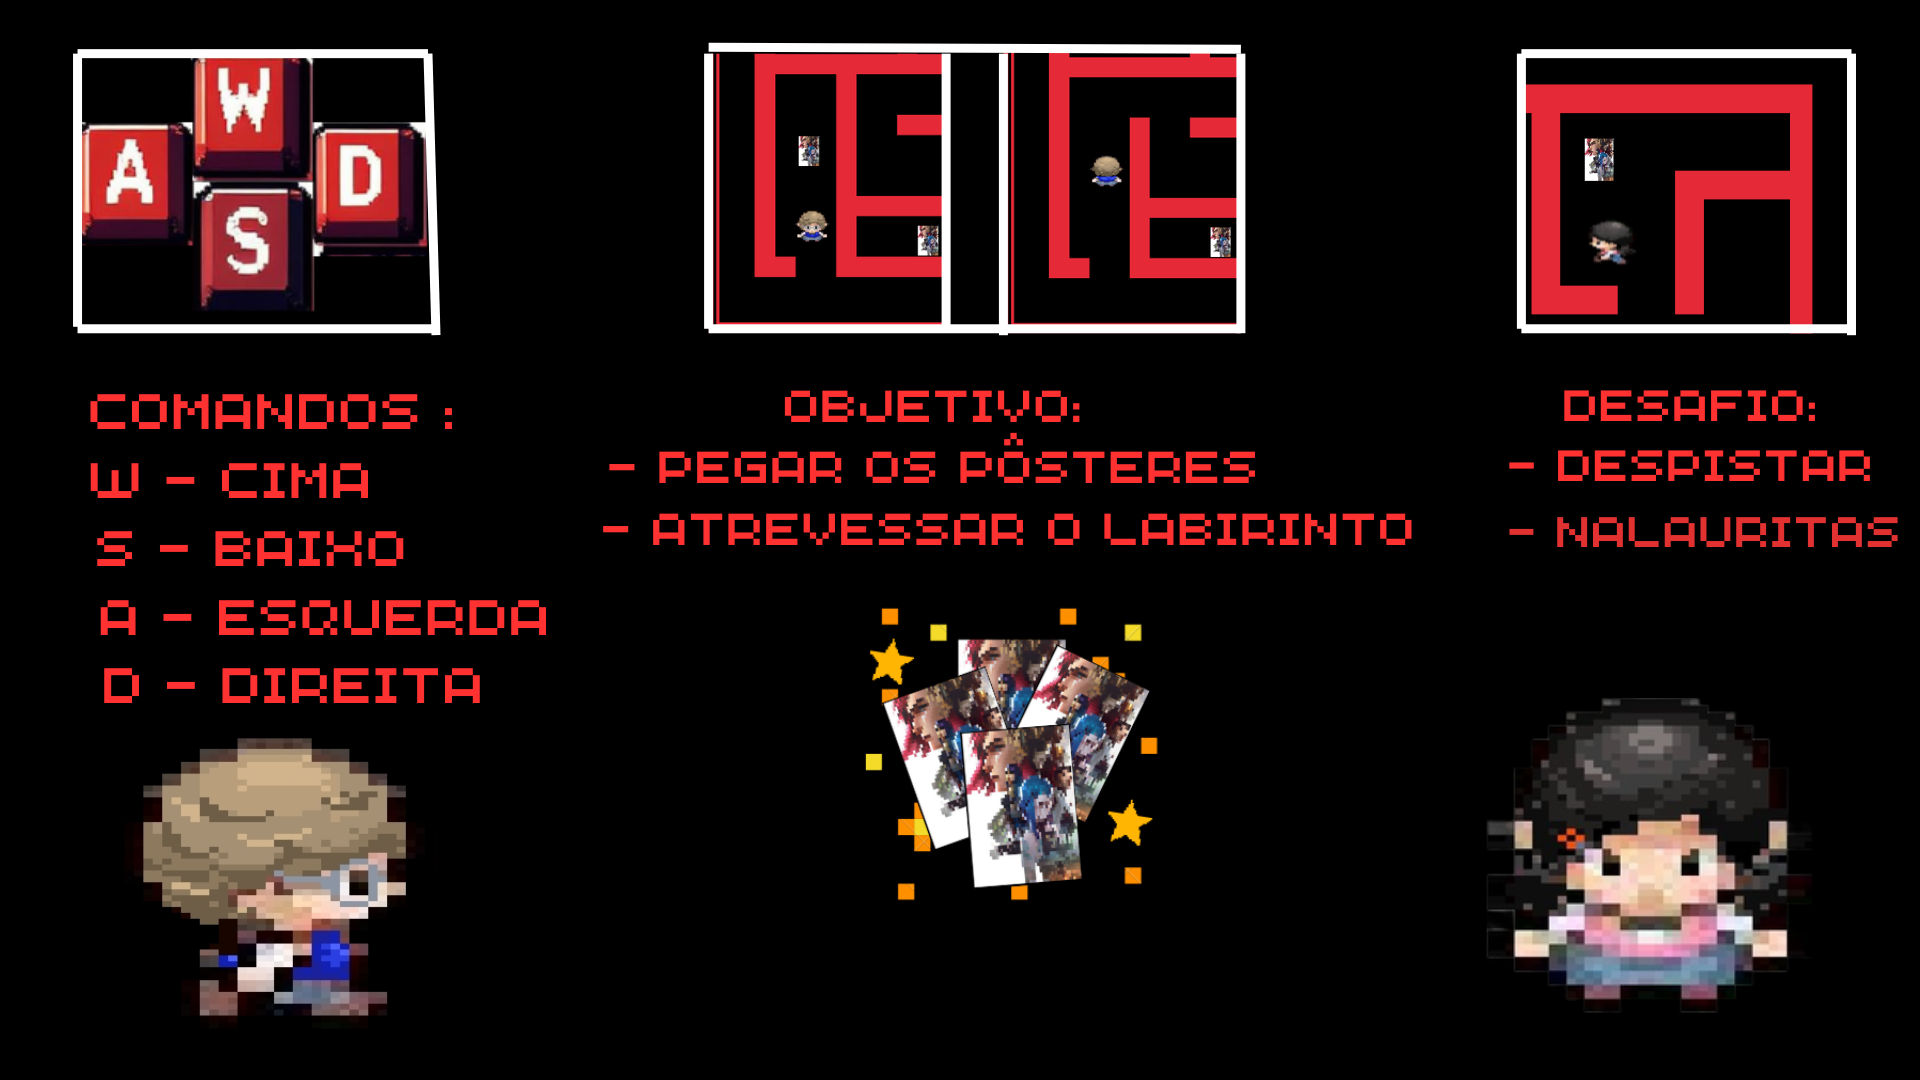 W
A
D
S
COMANDOS :
W - CIMA
S - BAIXO
A - ESQUERDA
D - DIREITA
OBJETIVO:
- PEGAR OS PÔSTERES
- ATREVESSAR O LABIRINTO
DESAFIO:
- DESPISTAR
- NALAURITAS